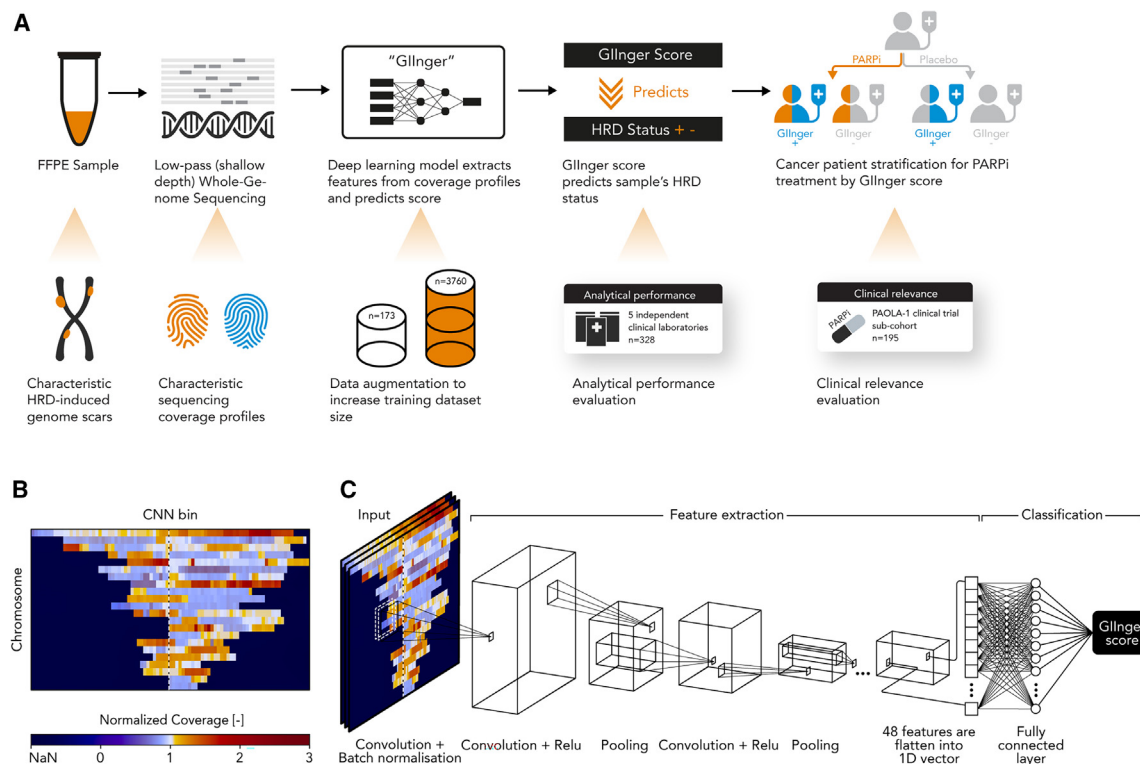 A
"GIInger"
FFPE Sample
Low-pass (shallow
depth) Whole-Ge-
nome Sequencing
Deep learning model extracts
features from coverage profiles
and predicts score
GIInger Score
Predicts
HRD Status + -
GIInger score
predicts sample's HRD
status
PARPi
Placebo
GIInger
+
GIInger
-
GIInger
+
GIInger
-
Cancer patient stratification for PARPi
treatment by GIInger score
Characteristic
HRD-induced
genome scars
Characteristic
sequencing
coverage profiles
n=173
n=3760
Data augmentation to
increase training dataset
size
Analytical performance
5 independent
clinical laboratories
n=328
Analytical performance
evaluation
Clinical relevance
PARPi
PAOLA-1 clinical trial
sub-cohort
n=195
Clinical relevance
evaluation
B
CNN bin
Chromosome
Normalized Coverage [-]
NaN 0 1 2 3
C
Input
Feature extraction
Classification
GIInge
score
Convolution +
Batch normalisation
Convolution + Relu
Pooling
Convolution + Relu
Pooling
48 features are
flatten into
1D vector
Fully
connected
layer